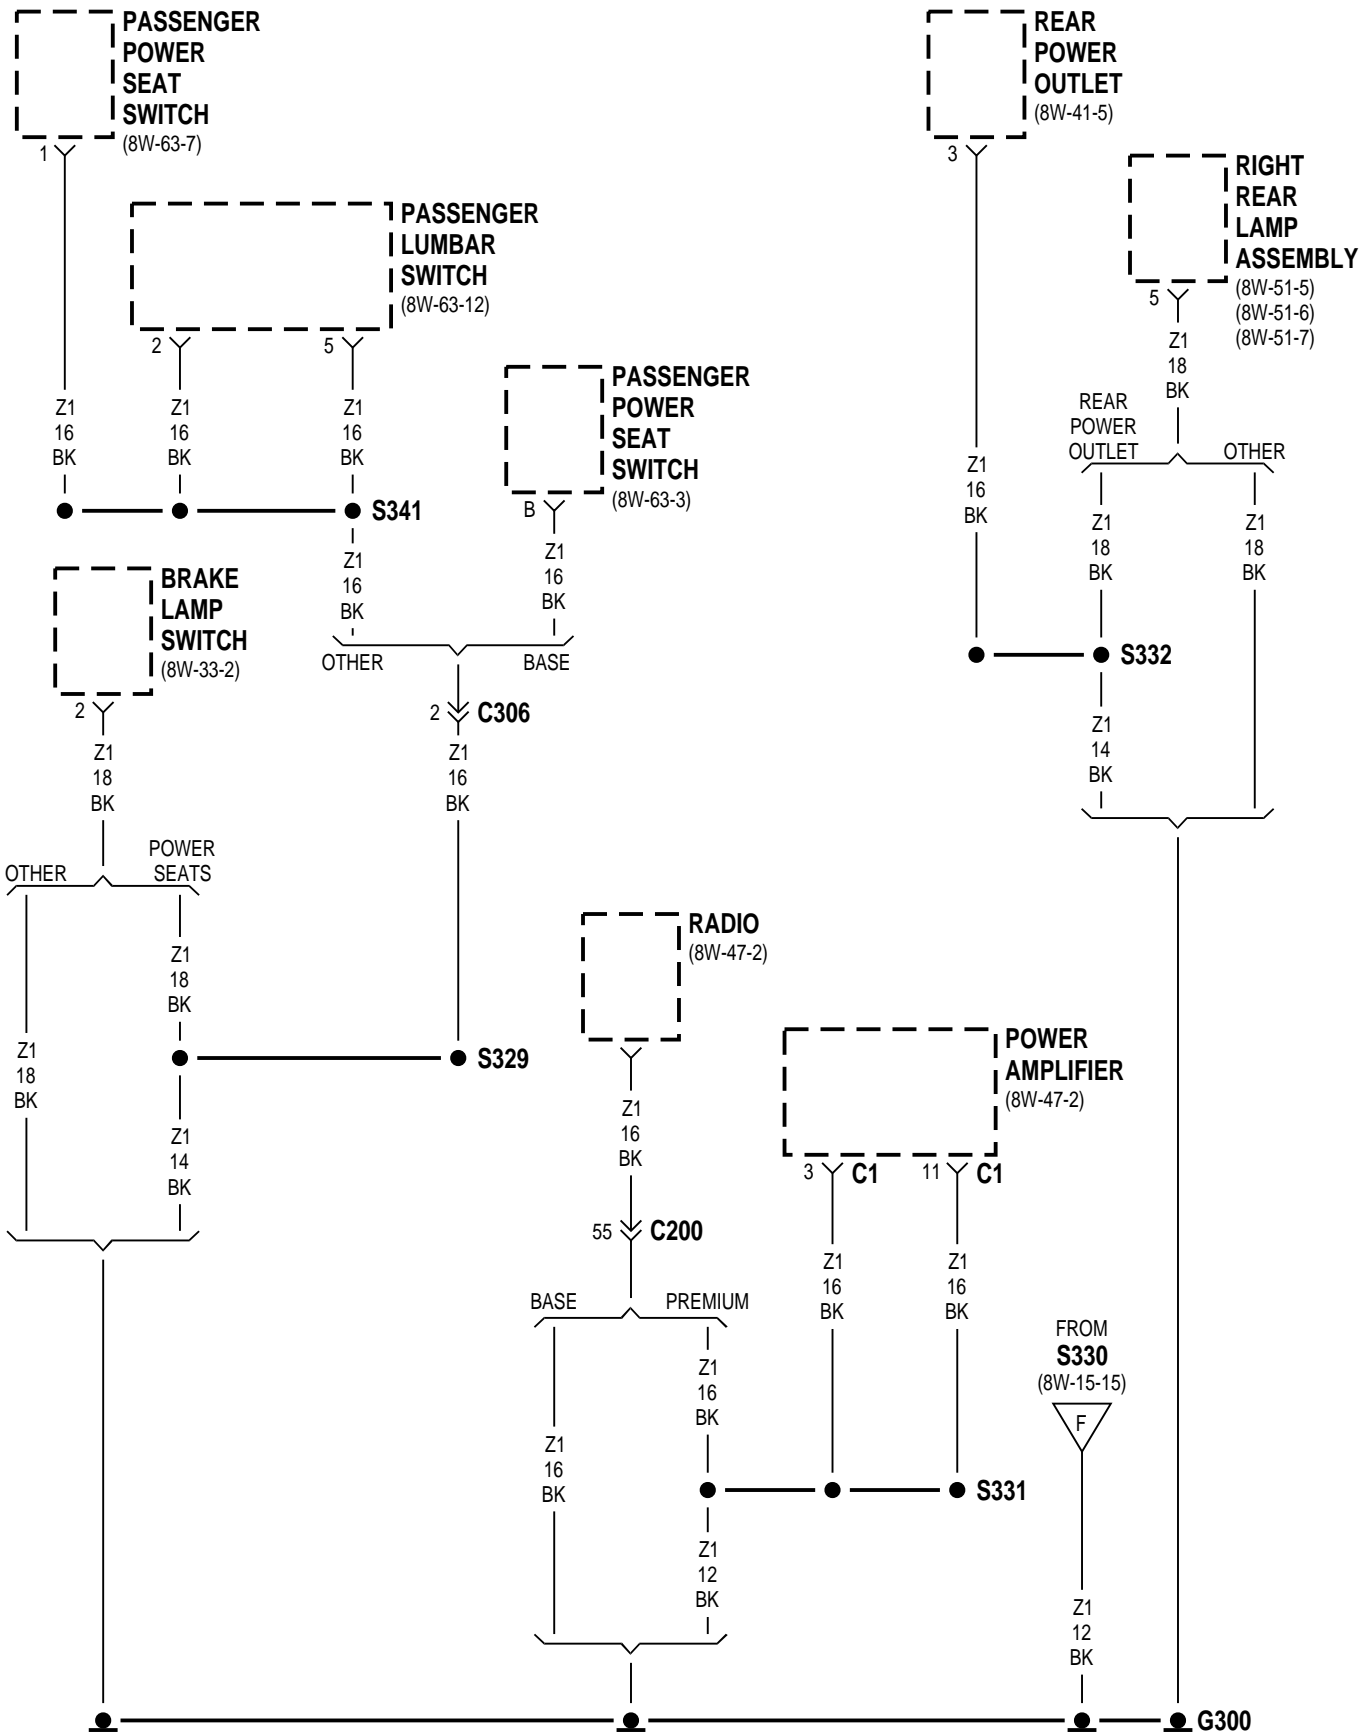 PASSENGER
POWER
SEAT
SWITCH
(8W-63-7)
1
REAR
POWER
OUTLET
(8W-41-5)
3
RIGHT
REAR
LAMP
ASSEMBLY
(8W-51-5)
(8W-51-6)
(8W-51-7)
5
Z1
18
BK
PASSENGER
LUMBAR
SWITCH
(8W-63-12)
2
5
Z1
16
BK
Z1
16
BK
Z1
16
BK
S341
PASSENGER
POWER
SEAT
SWITCH
(8W-63-3)
B
Z1
16
BK
Z1
16
BK
OTHER
BASE
2
C306
Z1
16
BK
Z1
16
BK
REAR
POWER
OUTLET
OTHER
Z1
18
BK
Z1
18
BK
S332
Z1
14
BK
BRAKE
LAMP
SWITCH
(8W-33-2)
2
Z1
18
BK
OTHER
POWER
SEATS
Z1
18
BK
Z1
18
BK
S329
Z1
14
BK
RADIO
(8W-47-2)
Z1
16
BK
55
C200
POWER
AMPLIFIER
(8W-47-2)
3
C1
11
C1
Z1
16
BK
Z1
16
BK
BASE
PREMIUM
Z1
16
BK
Z1
16
BK
S331
Z1
12
BK
FROM
S330
(8W-15-15)
F
Z1
12
BK
G300